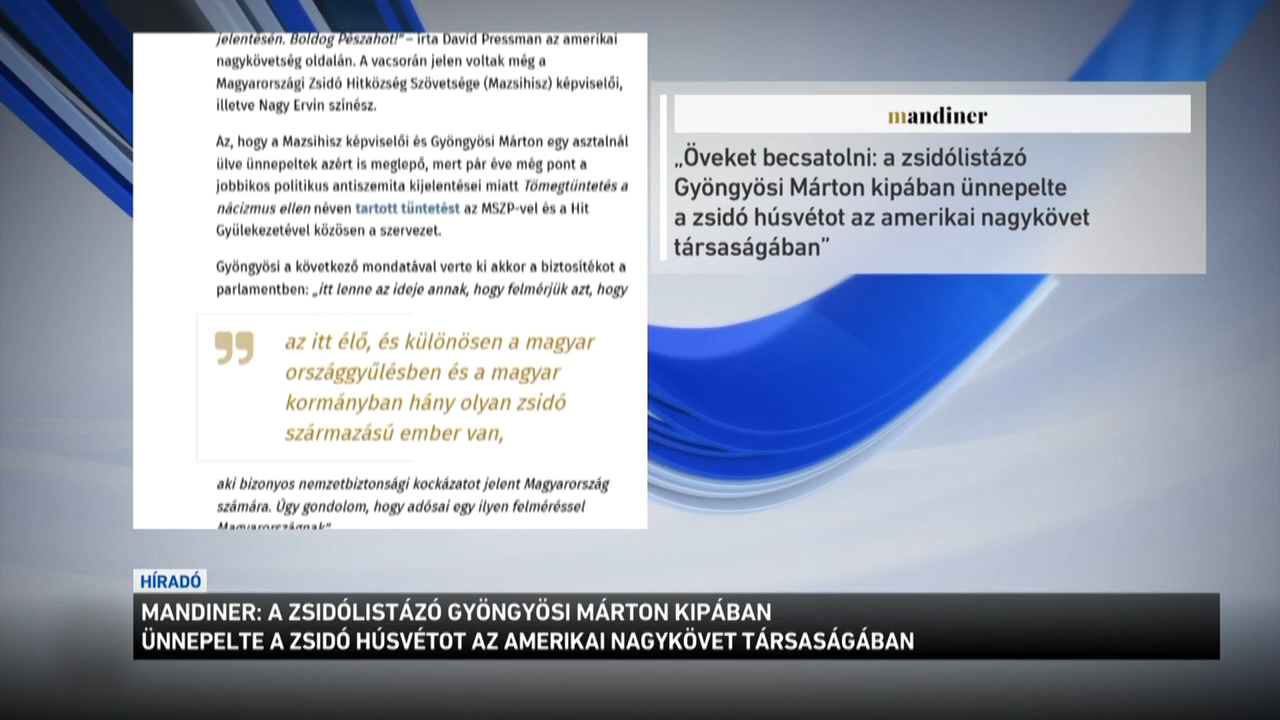 jelentésén. Boldog Pészahot!" – írta David Pressman az amerikai
nagykövetség oldalán. A vacsorán jelen voltak még a
Magyarországi Zsidó Hitközség Szövetsége (Mazsihisz) képviselői,
illetve Nagy Ervin színész.
Az, hogy a Mazsihisz képviselői és Gyöngyösi Márton egy asztalnál
ülve ünnepeltek azért is meglepő, mert pár éve még pont a
jobbikos politikus antiszemita kijelentései miatt Tömegtüntetés a
nácizmus ellen néven tartott tüntetést az MSZP-vel és a Hit
Gyülekezetével közösen a szervezet.
Gyöngyösi a következő mondatával verte ki akkor a biztosítékot a
parlamentben: „itt lenne az ideje annak, hogy felmérjük azt, hogy
az itt élő, és különösen a magyar
országgyűlésben és a magyar
kormányban hány olyan zsidó
származású ember van,
aki bizonyos nemzetbiztonsági kockázatot jelent Magyarország
számára. Úgy gondolom, hogy adósai egy ilyen felméréssel
Magyarországnak"
mandiner
„Öveket becsatolni: a zsidólistázó
Gyöngyösi Márton kipában ünnepelte
a zsidó húsvétot az amerikai nagykövet
társaságában”
HÍRADÓ
MANDINER: A ZSIDÓLISTÁZÓ GYÖNGYÖSI MÁRTON KIPÁBAN
ÜNNEPELTE A ZSIDÓ HÚSVÉTOT AZ AMERIKAI NAGYKÖVET TÁRSASÁGÁBAN